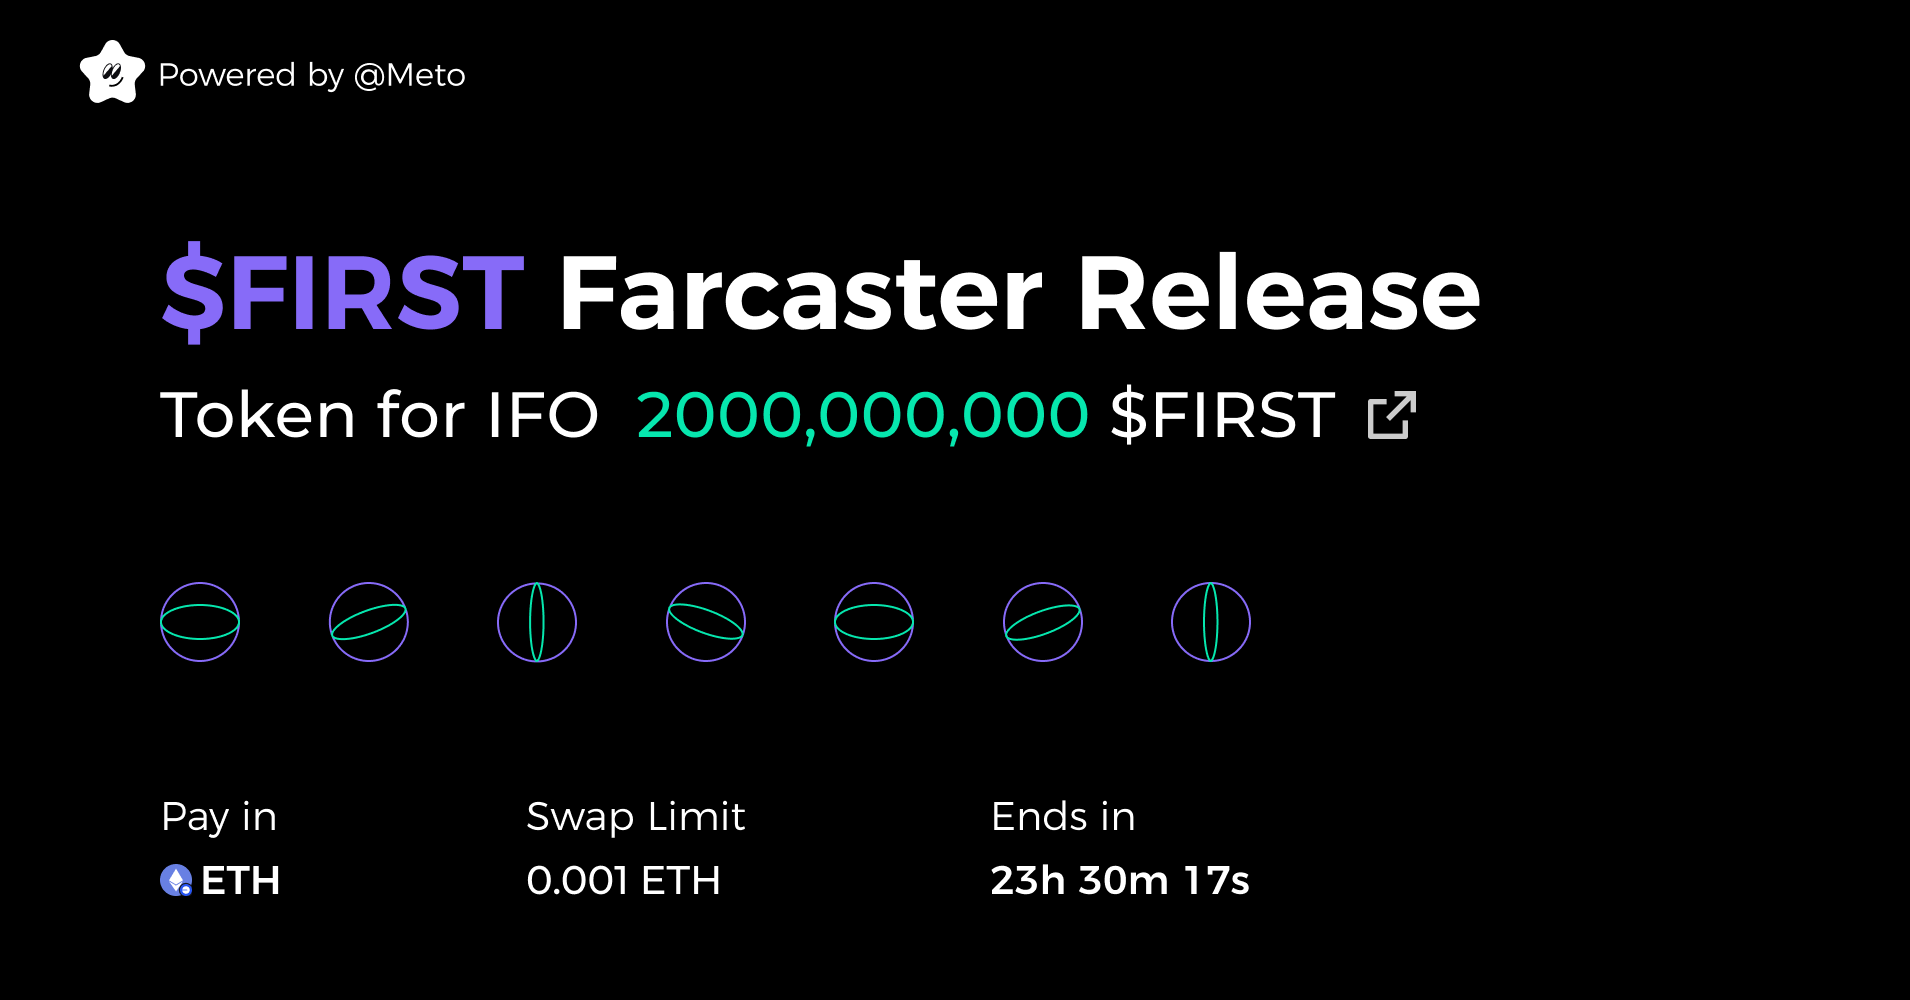 Powered by @Meto
$FIRST Farcaster Release
Token for IFO 2000,000,000 $FIRST
Pay in Swap Limit Ends in
ETH 0.001 ETH 23h 30m 17s